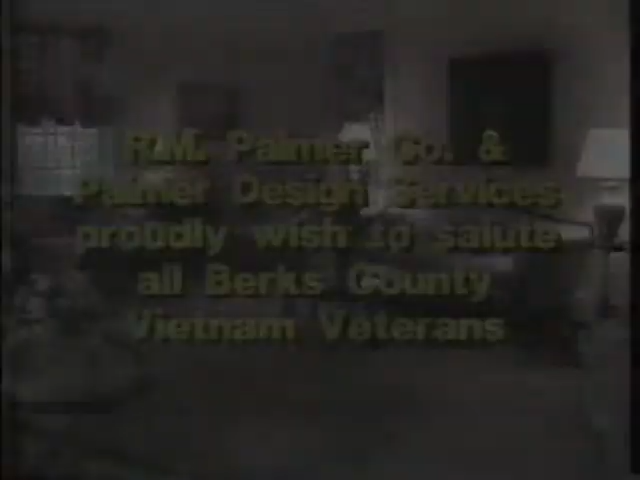 R.M. Palmer Co. &
Palmer Design Services
proudly wish to salute
all Berks County
Vietnam Veterans